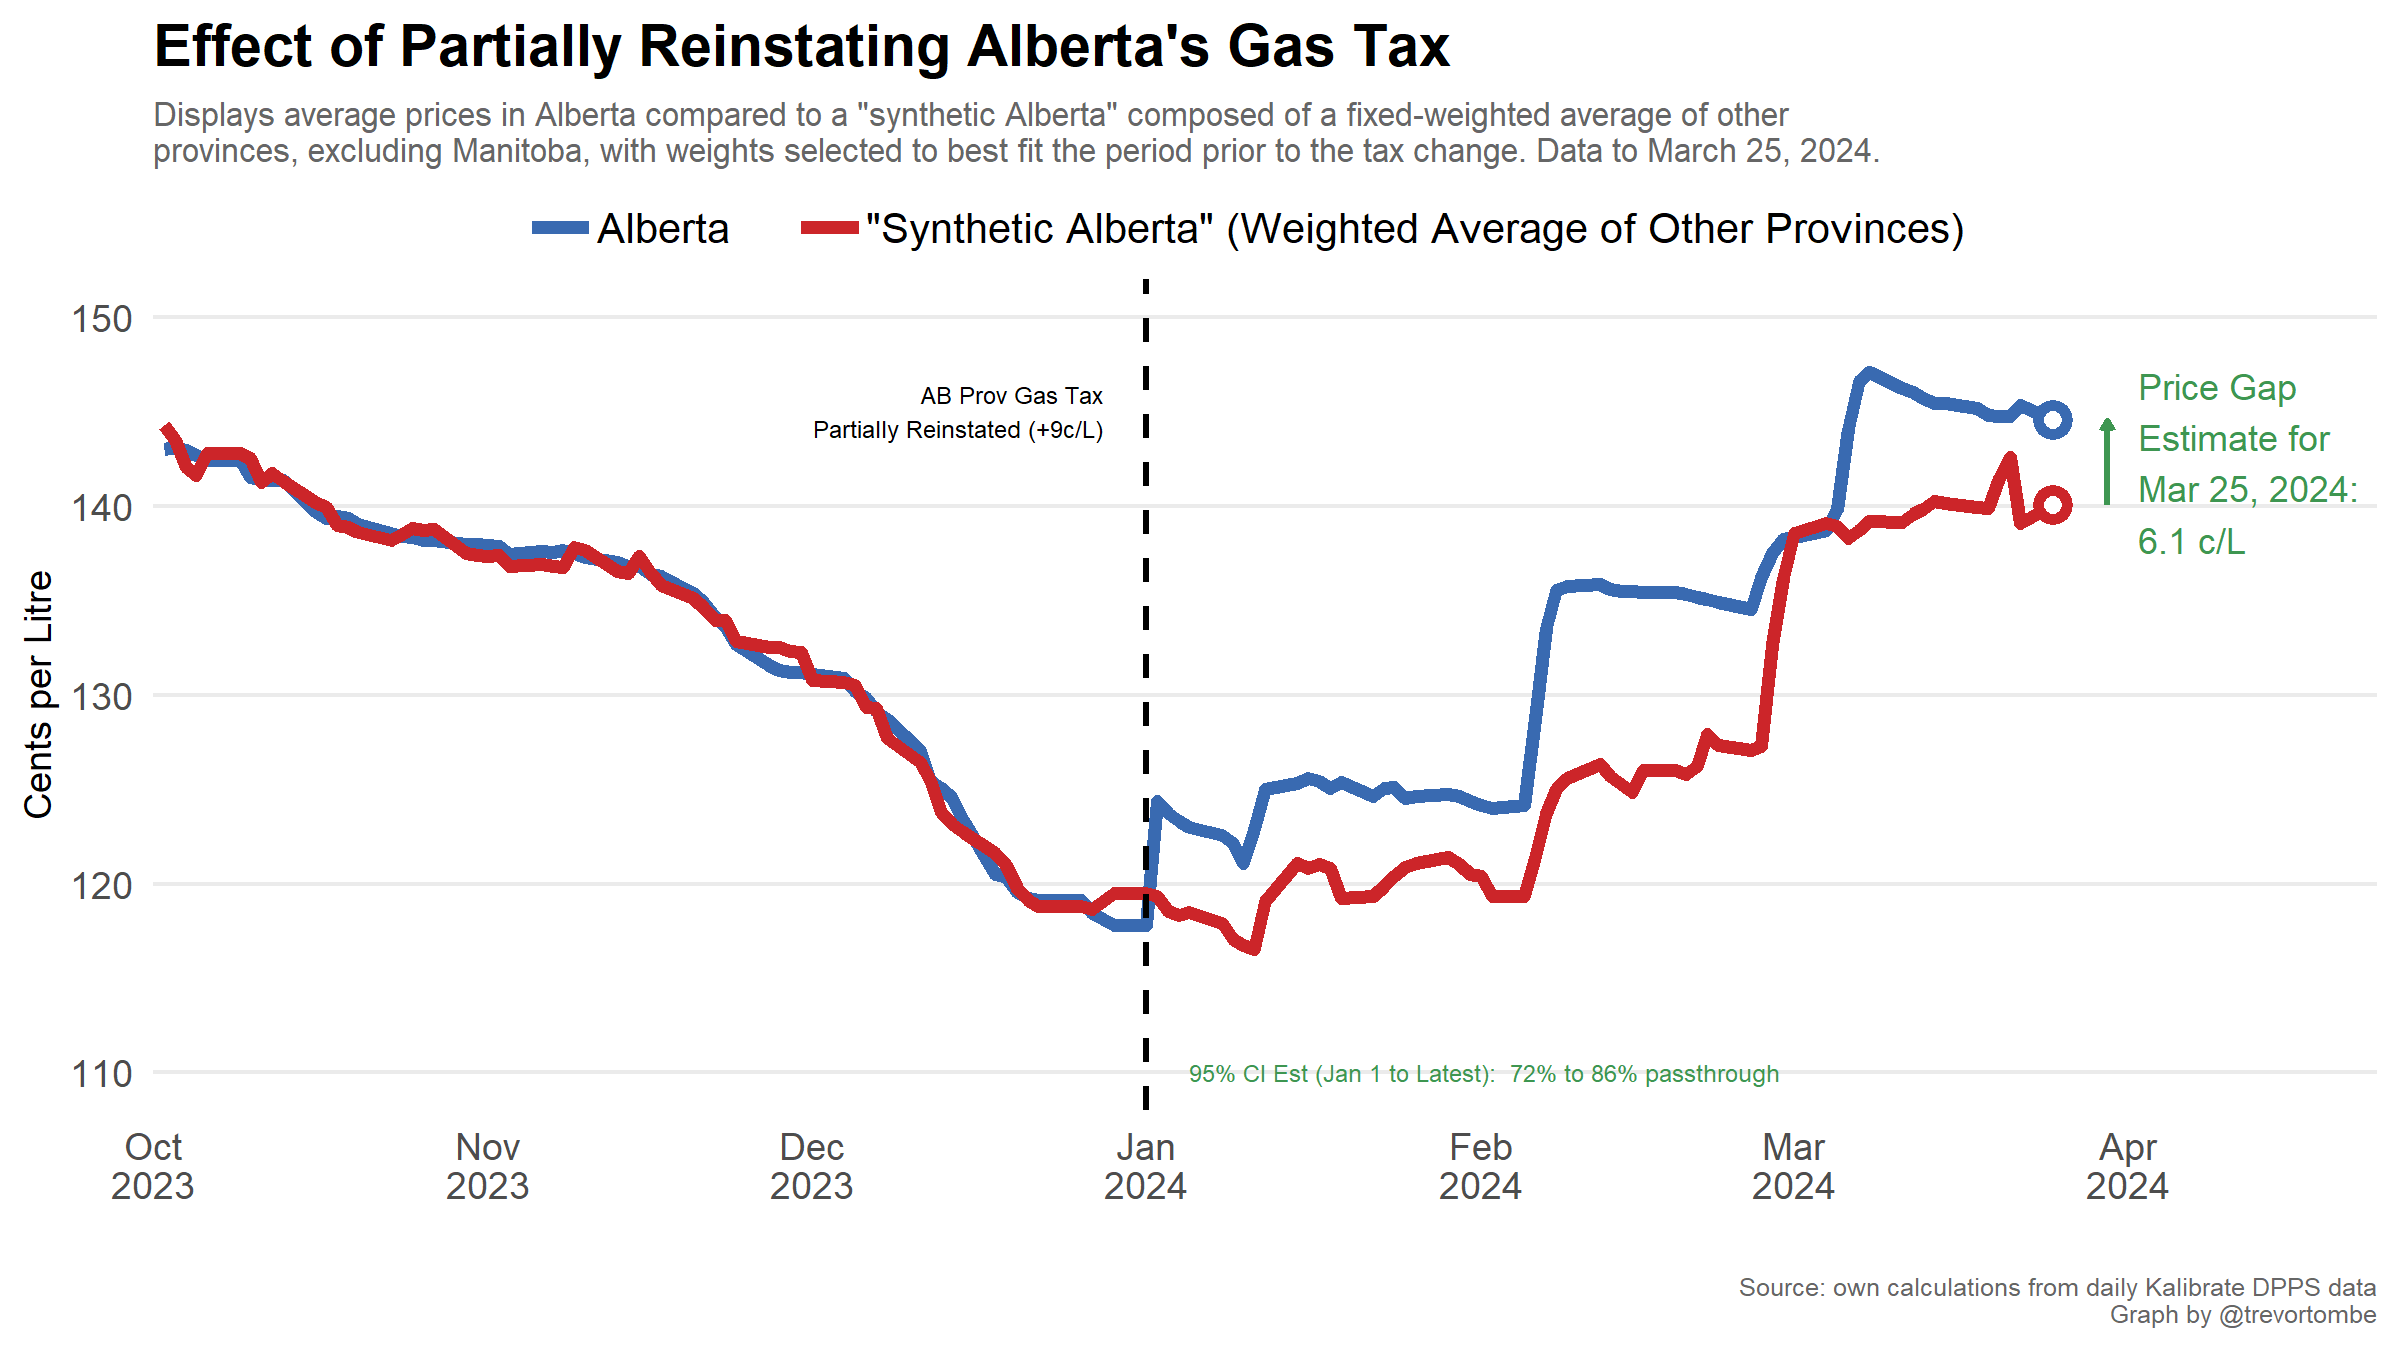 Effect of Partially Reinstating Alberta's Gas Tax
Displays average prices in Alberta compared to a "synthetic Alberta" composed of a fixed-weighted average of other
provinces, excluding Manitoba, with weights selected to best fit the period prior to the tax change. Data to March 25, 2024.
Alberta
"Synthetic Alberta" (Weighted Average of Other Provinces)
Cents per Litre
150
140
130
120
110
AB Prov Gas Tax
Partially Reinstated (+9c/L)
Price Gap
Estimate for
Mar 25, 2024:
6.1 c/L
95% CI Est (Jan 1 to Latest):  72% to 86% passthrough
Oct
2023
Nov
2023
Dec
2023
Jan
2024
Feb
2024
Mar
2024
Apr
2024
Source: own calculations from daily Kalibrate DPPS data
Graph by @trevortombe